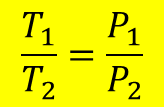 T₁/T₂ = P₁/P₂